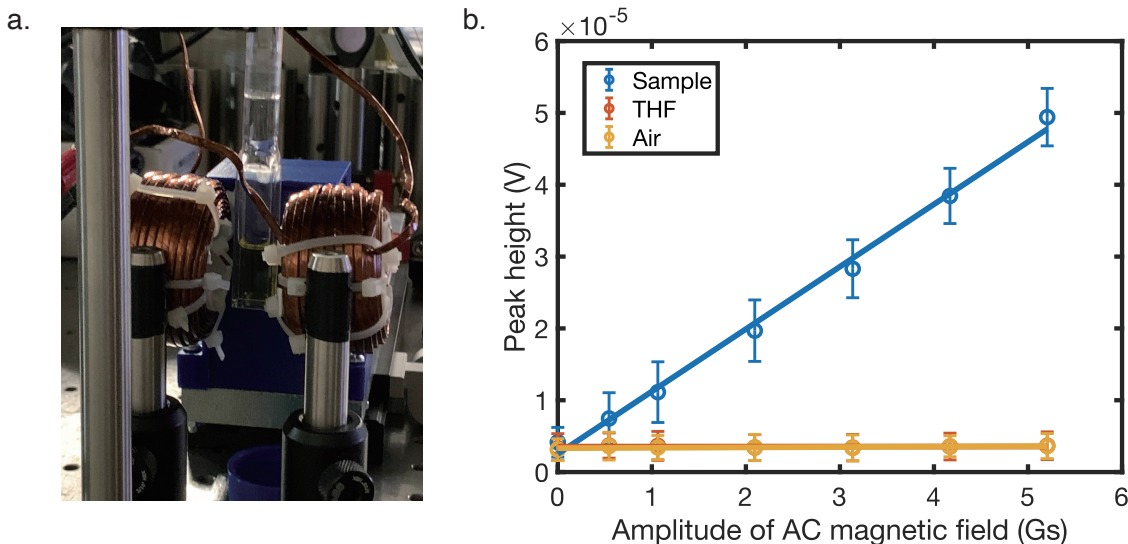 a.
b.
×10⁻⁵
6
5
4
3
2
1
0
Peak height (V)
Sample
THF
Air
0 1 2 3 4 5 6
Amplitude of AC magnetic field (Gs)